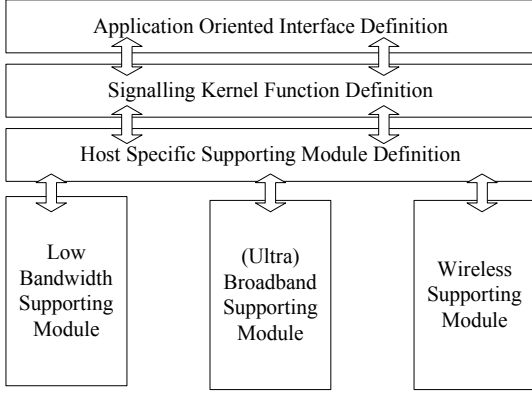 Application Oriented Interface Definition
Signalling Kernel Function Definition
Host Specific Supporting Module Definition
Low
Bandwidth
Supporting
Module
(Ultra)
Broadband
Supporting
Module
Wireless
Supporting
Module